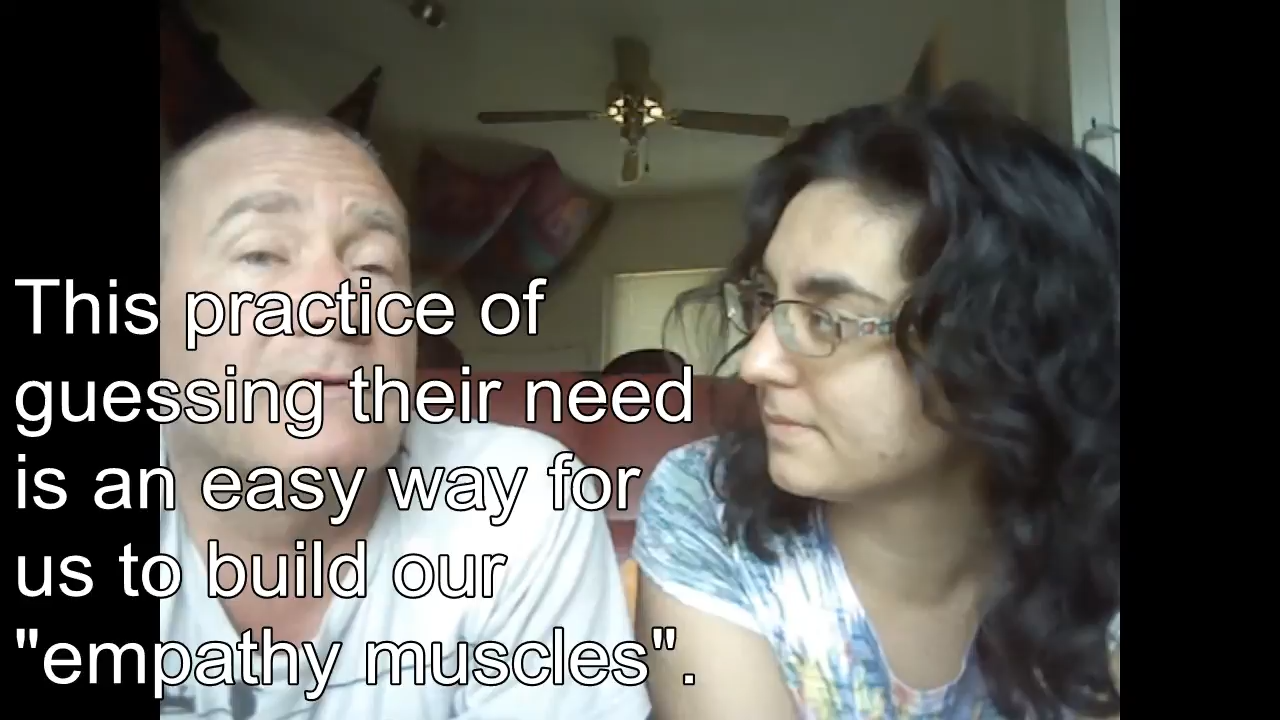 This practice of
guessing their need
is an easy way for
us to build our
"empathy muscles".